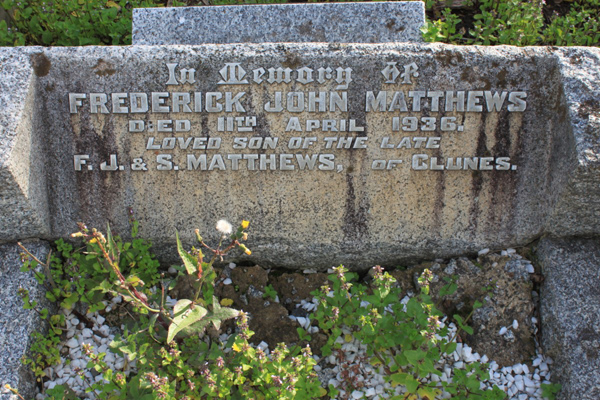 In Memory of
FREDERICK JOHN MATTHEWS
DIED 11TH APRIL 1936.
LOVED SON OF THE LATE
F. J. & S. MATTHEWS, OF CLUNES.